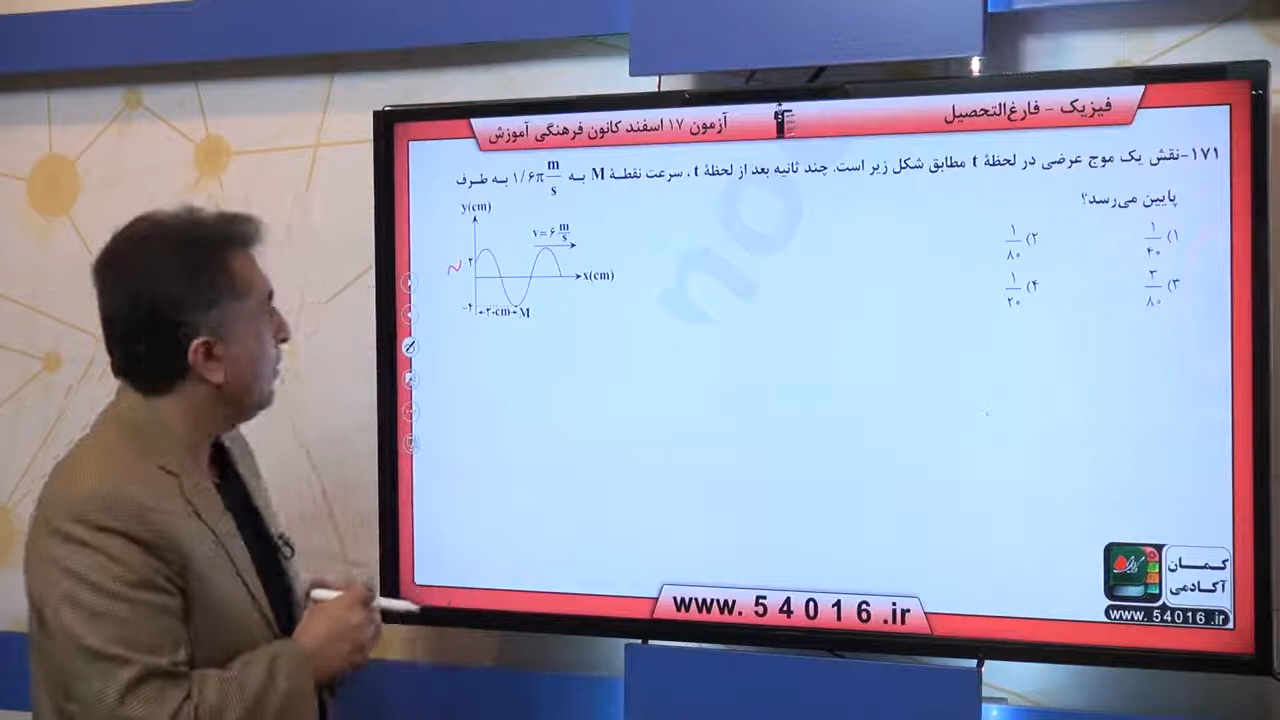 فیزیک - فارغ‌التحصیل
آزمون ۱۷ اسفند کانون فرهنگی آموزش
۱۷۱-نقش یک موج عرضی در لحظهٔ t مطابق شکل زیر است. چند ثانیه بعد از لحظهٔ t، سرعت نقطهٔ M به ۱/۶π m/s به طرف
پایین می‌رسد؟
۱) ۱/۴۰
۲) ۱/۸۰
۳) ۳/۸۰
۴) ۱/۲۰
y(cm)
v=۶ m/s
۲
x(cm)
-۴
۲۰cm
M
no
کمان
آکادمی
www. 54016 .ir
www. 5 4 0 1 6 .ir